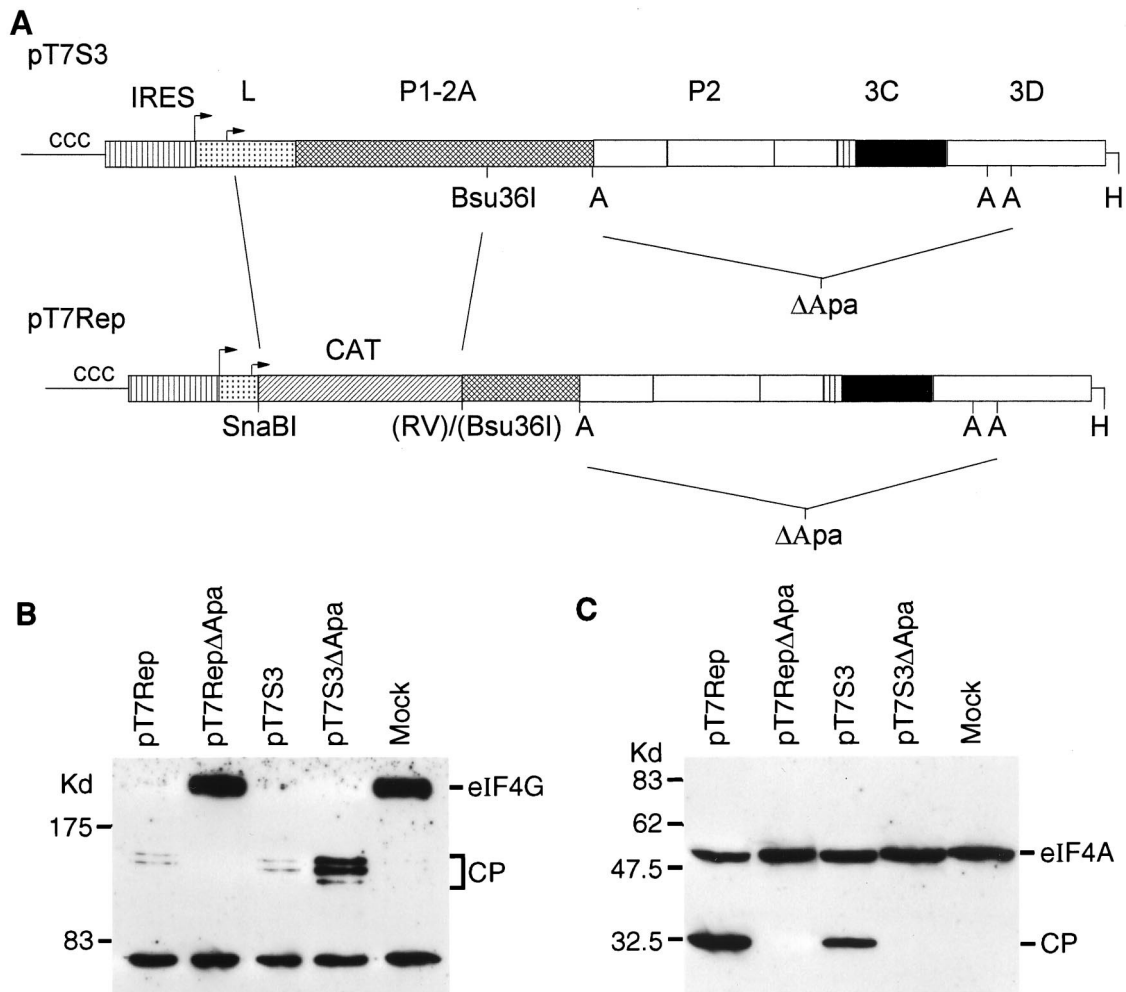 A
pT7S3
IRES L P1-2A P2 3C 3D
CCC
Bsu36I A A A H
ΔApa
pT7Rep
CAT
CCC
SnaBI (RV)/(Bsu36I) A A A H
ΔApa
B
pT7Rep
pT7RepΔApa
pT7S3
pT7S3ΔApa
Mock
Kd
eIF4G
175
CP
83
C
pT7Rep
pT7RepΔApa
pT7S3
pT7S3ΔApa
Mock
Kd
83
62
eIF4A
47.5
32.5
CP